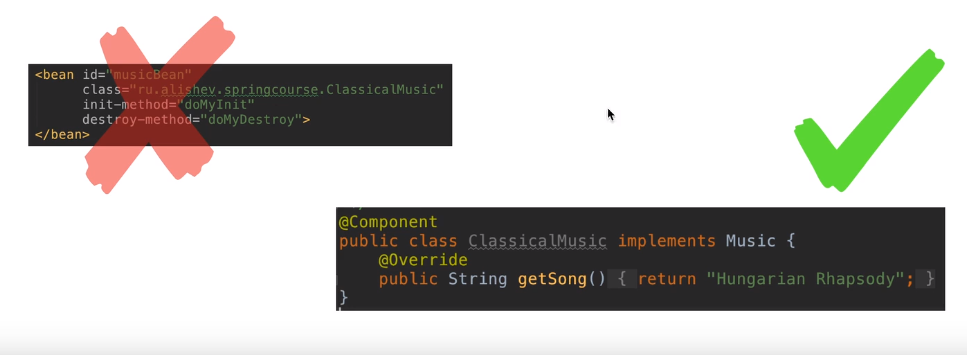 <bean id="musicBean"
class="ru.alishev.springcourse.ClassicalMusic"
init-method="doMyInit"
destroy-method="doMyDestroy">
</bean>
@Component
public class ClassicalMusic implements Music {
@Override
public String getSong() { return "Hungarian Rhapsody"; }
}